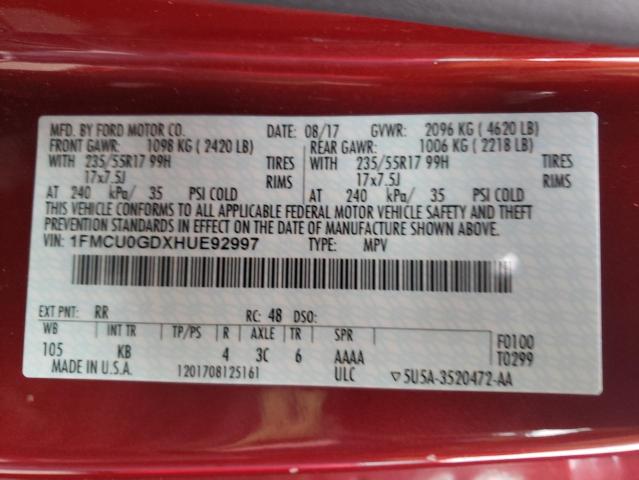 MFD. BY FORD MOTOR CO. DATE: 08/17 GVWR: 2096 KG ( 4620 LB)
FRONT GAWR: 1098 KG ( 2420 LB) REAR GAWR: 1006 KG ( 2218 LB)
WITH 235/55R17 99H TIRES WITH 235/55R17 99H TIRES
17x7.5J RIMS 17x7.5J RIMS
AT 240 kPa/ 35 PSI COLD AT 240 kPa/ 35 PSI COLD
THIS VEHICLE CONFORMS TO ALL APPLICABLE FEDERAL MOTOR VEHICLE SAFETY AND THEFT
PREVENTION STANDARDS IN EFFECT ON THE DATE OF MANUFACTURE SHOWN ABOVE.
VIN: 1FMCU0GDXHUE92997 TYPE: MPV
EXT PNT: RR RC: 48 DSO:
WB INT TR TP/PS R AXLE TR SPR F0100
105 KB 4 3C 6 AAAA T0299
MADE IN U.S.A. 1201708125161 ULC ▽5U5A-3520472-AA